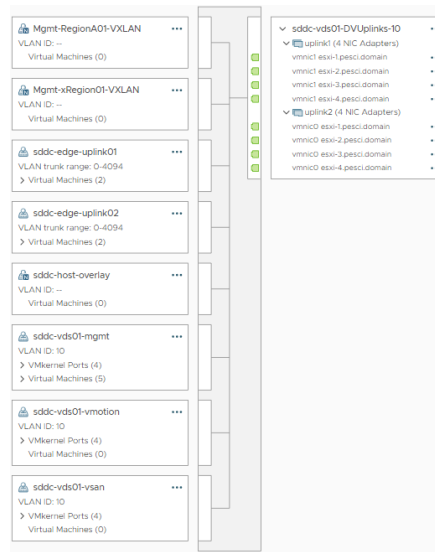 Mgmt-RegionA01-VXLAN
VLAN ID: --
Virtual Machines (0)
Mgmt-xRegion01-VXLAN
VLAN ID: --
Virtual Machines (0)
sddc-edge-uplink01
VLAN trunk range: 0-4094
Virtual Machines (2)
sddc-edge-uplink02
VLAN trunk range: 0-4094
Virtual Machines (2)
sddc-host-overlay
VLAN ID: --
Virtual Machines (0)
sddc-vds01-mgmt
VLAN ID: 10
VMkernel Ports (4)
Virtual Machines (5)
sddc-vds01-vmotion
VLAN ID: 10
VMkernel Ports (4)
Virtual Machines (0)
sddc-vds01-vsan
VLAN ID: 10
VMkernel Ports (4)
Virtual Machines (0)
sddc-vds01-DVUplinks-10
uplink1 (4 NIC Adapters)
vmnic1 esxi-1.pesci.domain
vmnic1 esxi-2.pesci.domain
vmnic1 esxi-3.pesci.domain
vmnic1 esxi-4.pesci.domain
uplink2 (4 NIC Adapters)
vmnic0 esxi-1.pesci.domain
vmnic0 esxi-2.pesci.domain
vmnic0 esxi-3.pesci.domain
vmnic0 esxi-4.pesci.domain